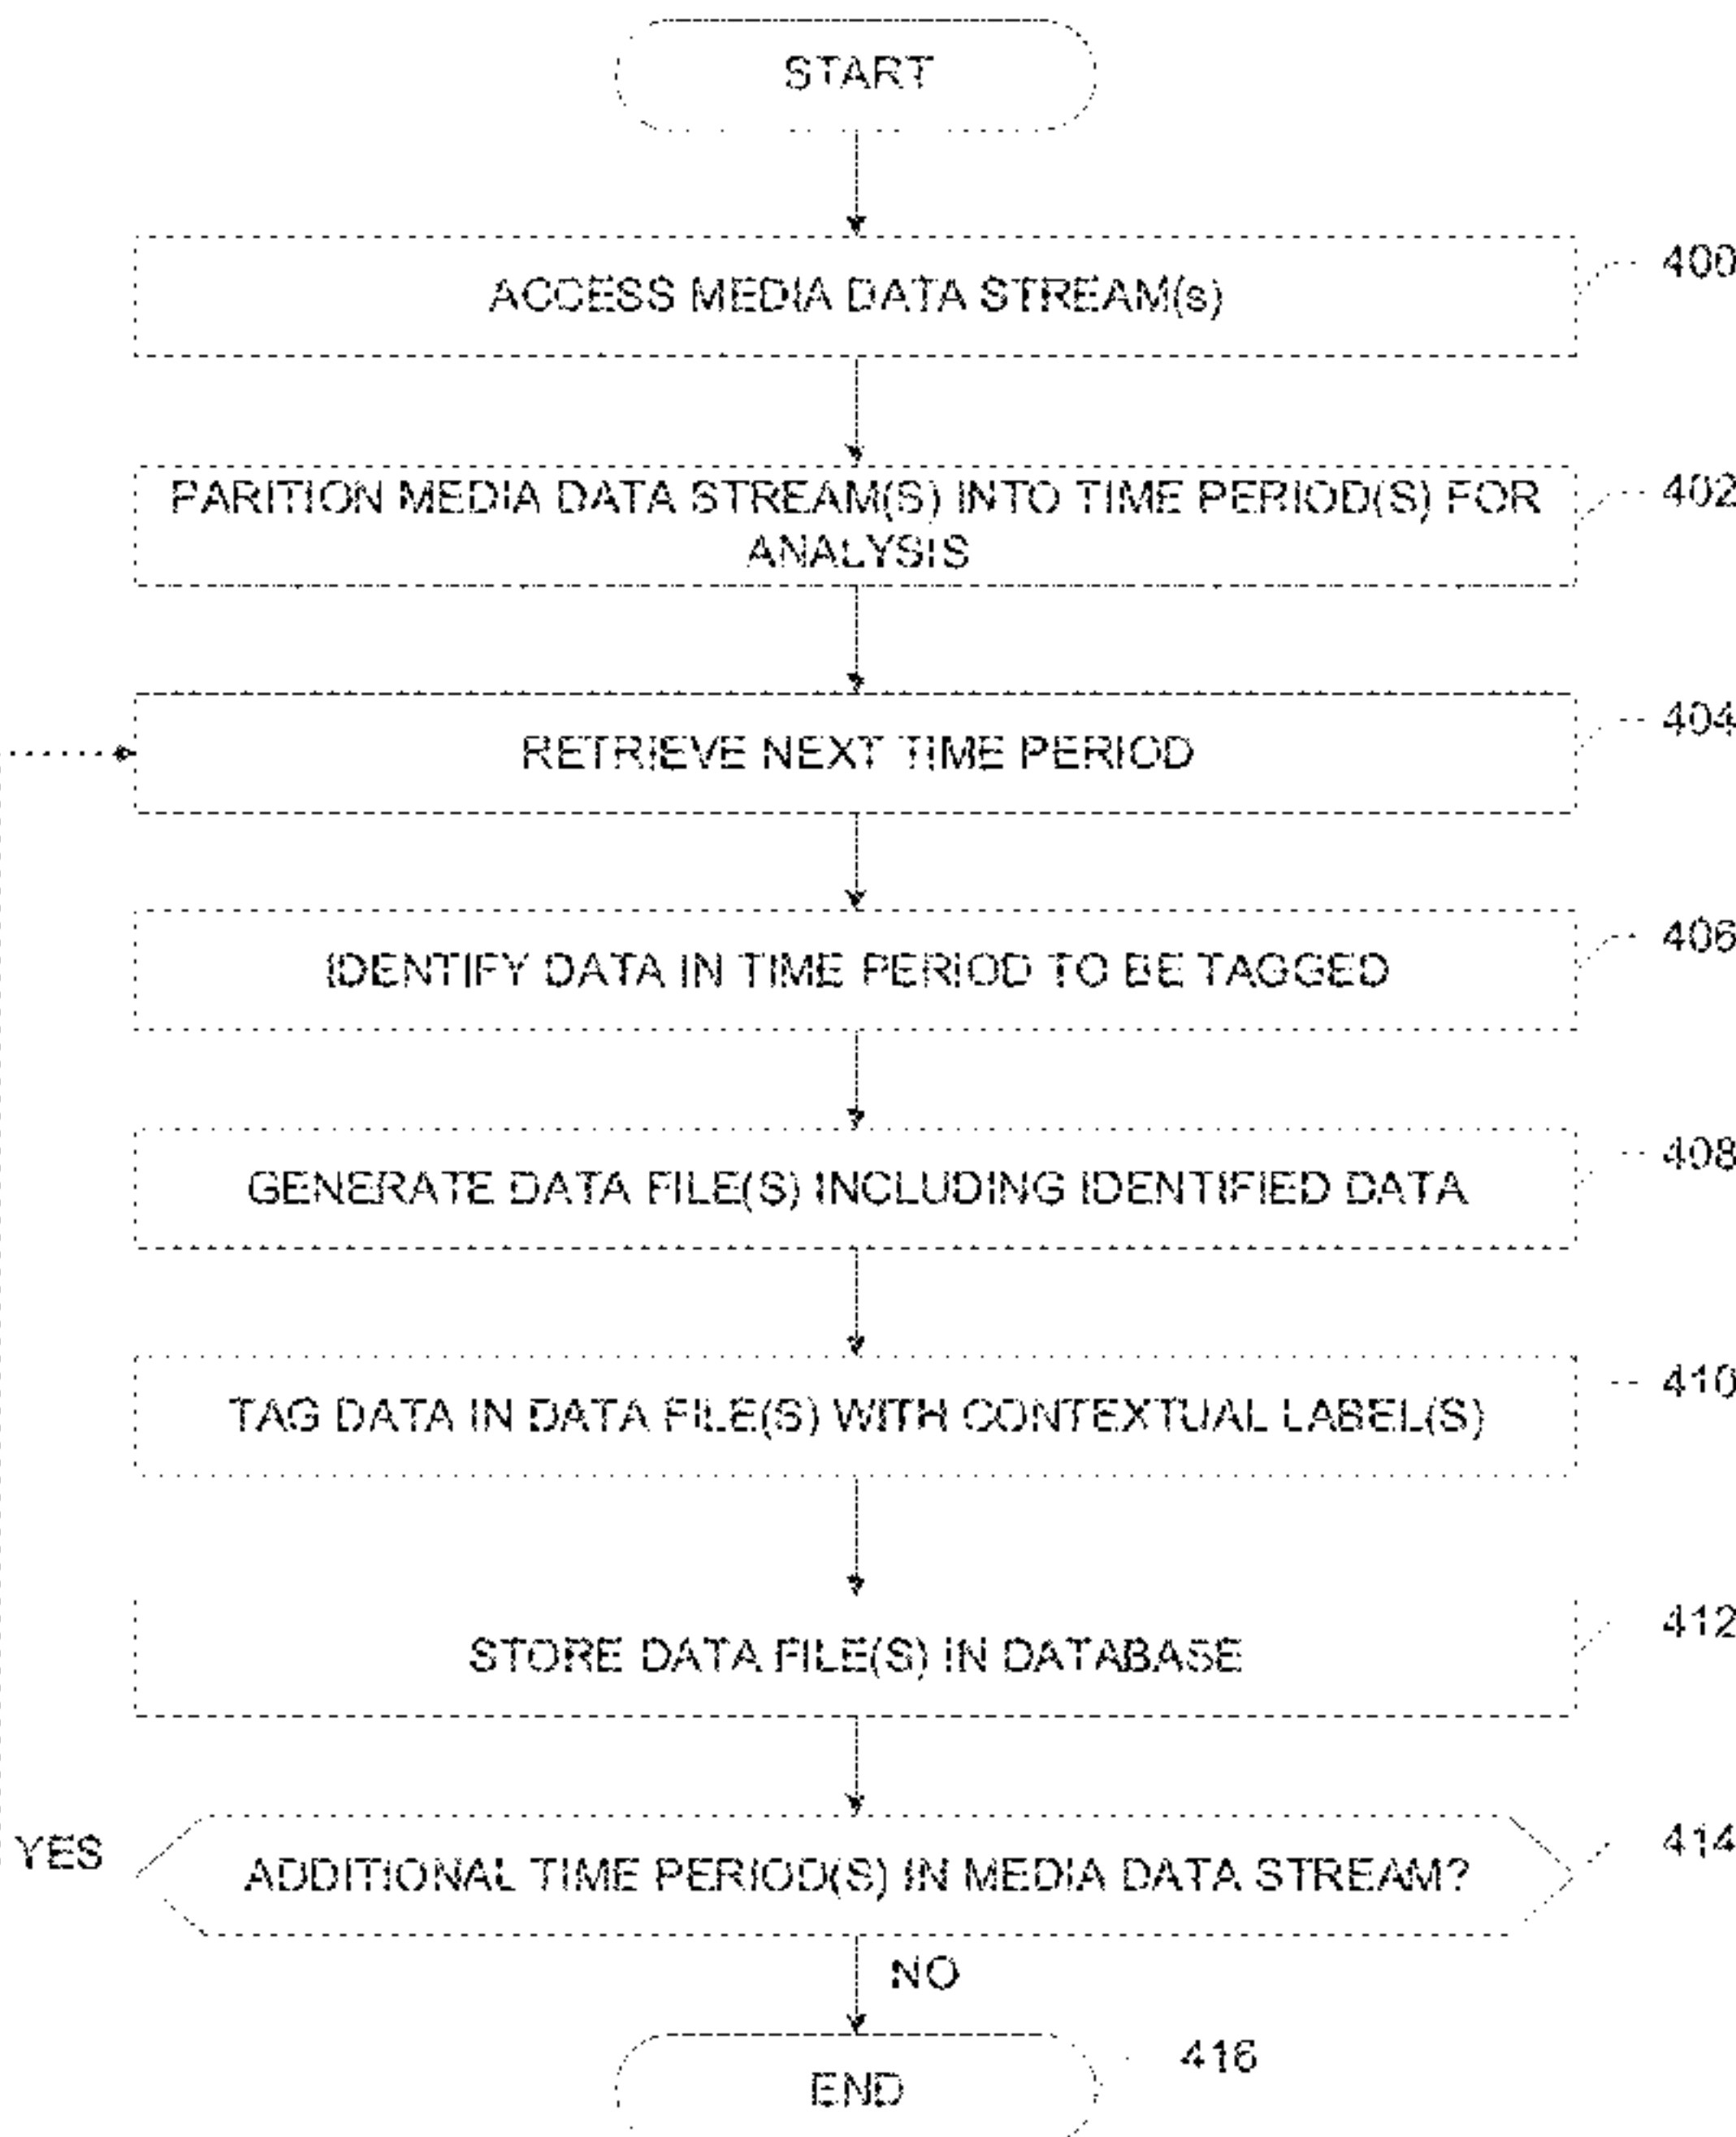 START
ACCESS MEDIA DATA STREAM(s)
400
PARITION MEDIA DATA STREAM(S) INTO TIME PERIOD(S) FOR
ANALYSIS
402
RETRIEVE NEXT TIME PERIOD
404
IDENTIFY DATA IN TIME PERIOD TO BE TAGGED
406
GENERATE DATA FILE(S) INCLUDING IDENTIFIED DATA
408
TAG DATA IN DATA FILE(S) WITH CONTEXTUAL LABEL(S)
410
STORE DATA FILE(S) IN DATABASE
412
YES
ADDITIONAL TIME PERIOD(S) IN MEDIA DATA STREAM?
414
NO
END
416